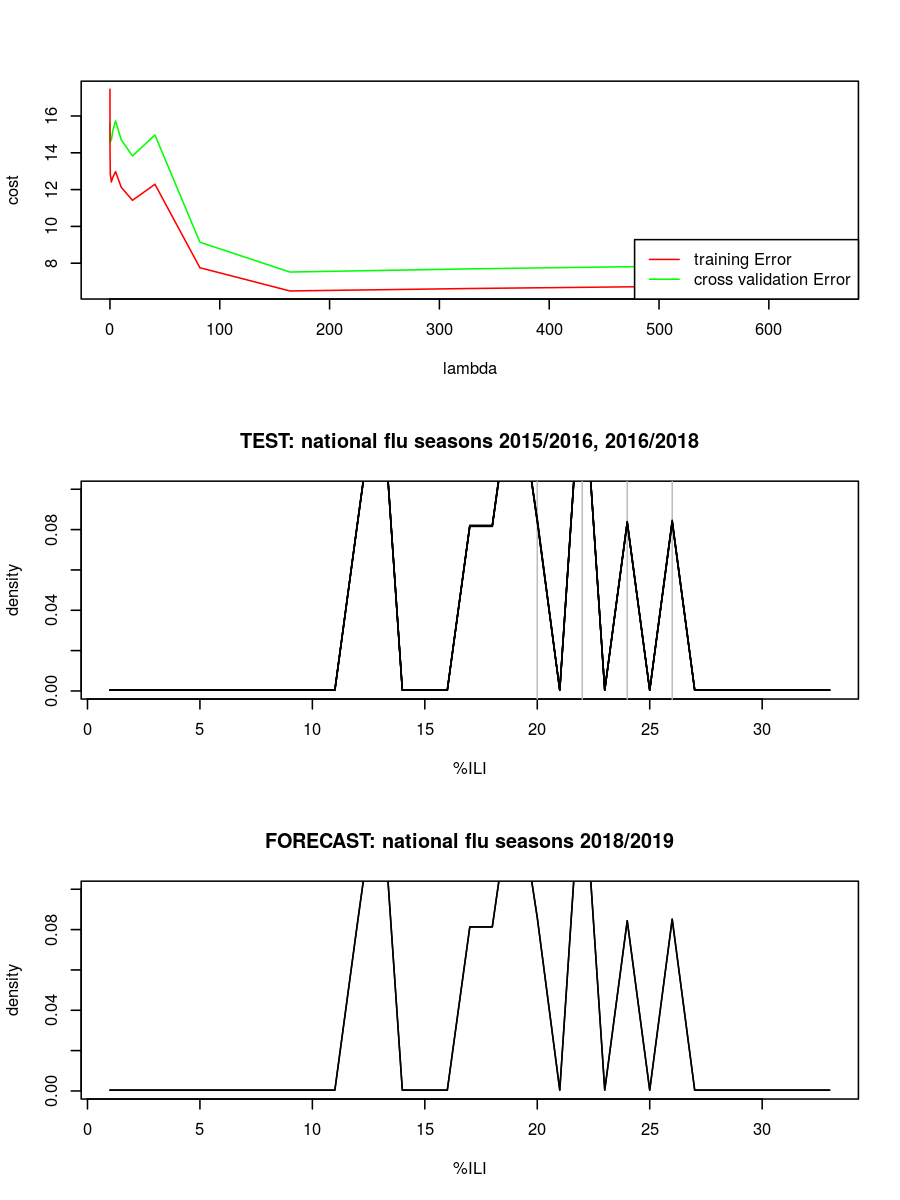 16
14
12
10
8
cost
training Error
cross validation Error
0 100 200 300 400 500 600
lambda
TEST: national flu seasons 2015/2016, 2016/2018
0.08
0.04
0.00
density
0 5 10 15 20 25 30
%ILI
FORECAST: national flu seasons 2018/2019
0.08
0.04
0.00
density
0 5 10 15 20 25 30
%ILI